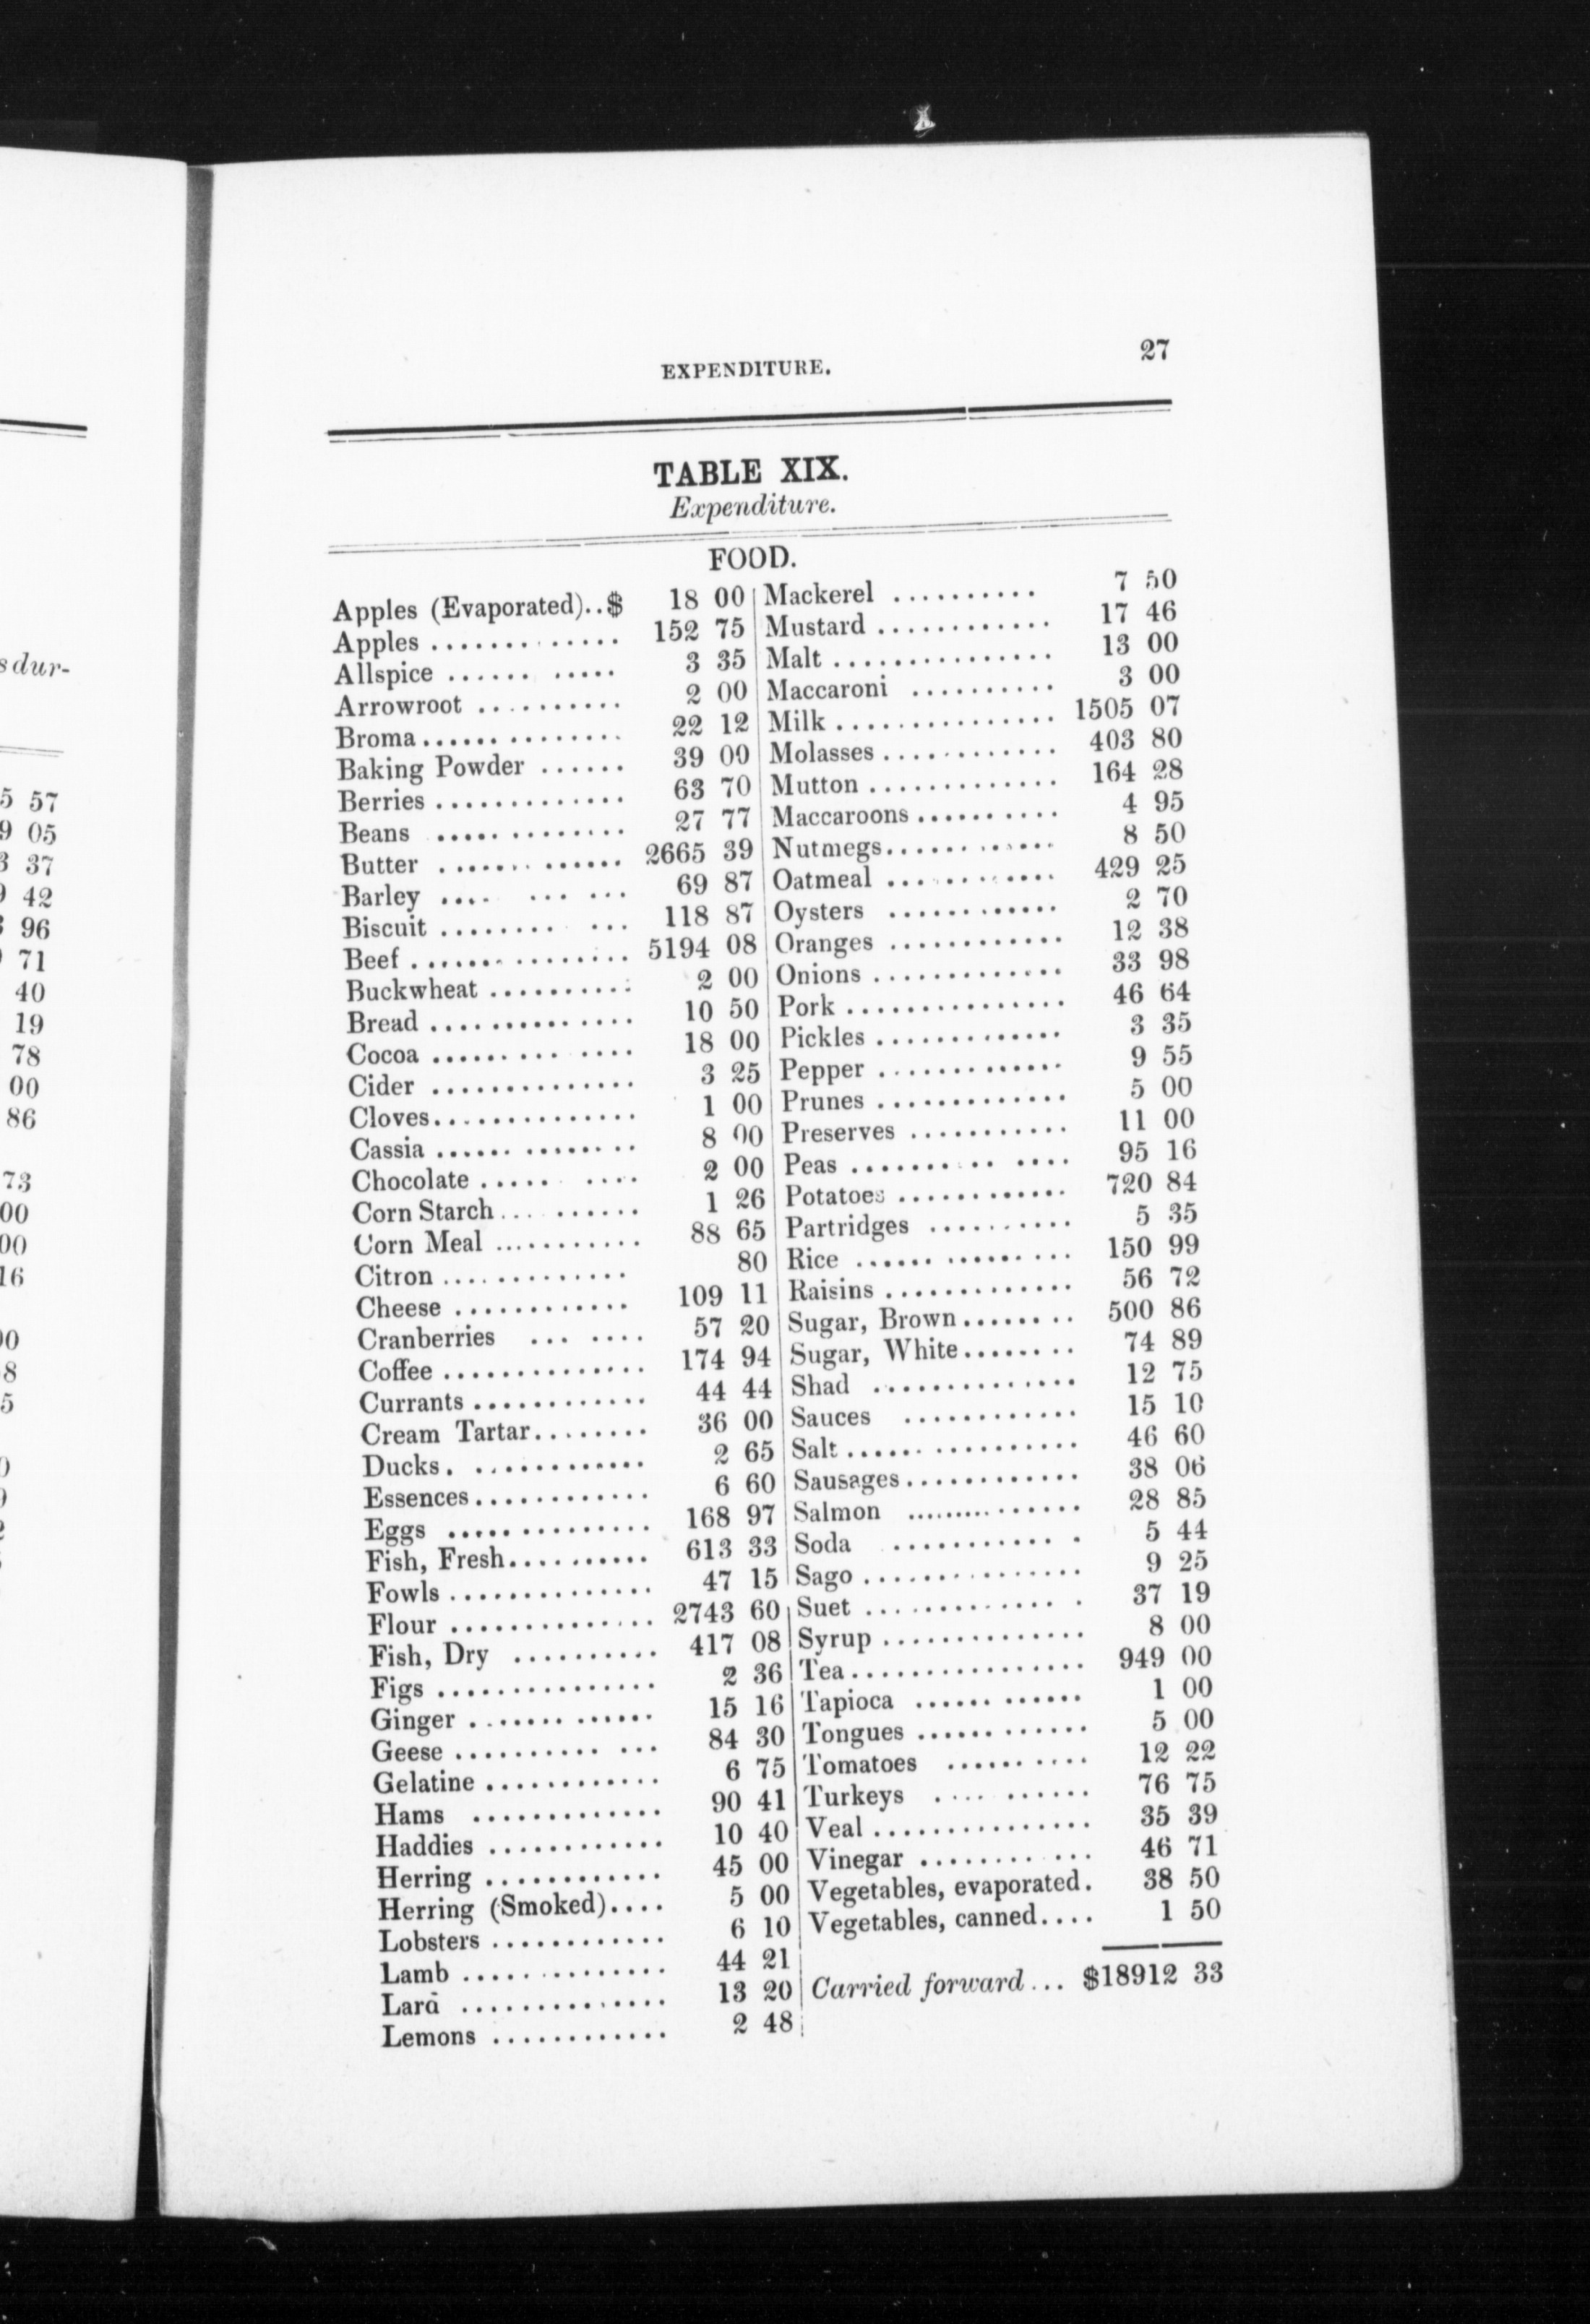 EXPENDITURE. 27
TABLE XIX.
Expenditure.
FOOD.
Apples (Evaporated)..$ 18 00
Apples ............. 152 75
Allspice ........... 3 35
Arrowroot .......... 2 00
Broma.............. 22 12
Baking Powder ...... 39 00
Berries ............. 63 70
Beans ............. 27 77
Butter ............ 2665 39
Barley .......... 69 87
Biscuit ........... 118 87
Beef ............... 5194 08
Buckwheat .......... 2 00
Bread .............. 10 50
Cocoa ............. 18 00
Cider .............. 3 25
Cloves.............. 1 00
Cassia ............. 8 00
Chocolate ......... 2 00
Corn Starch.......... 1 26
Corn Meal ........... 88 65
Citron ............. 80
Cheese ............ 109 11
Cranberries ....... 57 20
Coffee .............. 174 94
Currants ............ 44 44
Cream Tartar........ 36 00
Ducks. ............ 2 65
Essences............ 6 60
Eggs .............. 168 97
Fish, Fresh.......... 613 33
Fowls .............. 47 15
Flour .............. 2743 60
Fish, Dry .......... 417 08
Figs ............... 2 36
Ginger ............. 15 16
Geese ............. 84 30
Gelatine ............ 6 75
Hams ............. 90 41
Haddies ............ 10 40
Herring ............ 45 00
Herring (Smoked).... 5 00
Lobsters ............ 6 10
Lamb .............. 44 21
Lard .............. 13 20
Lemons ............ 2 48
Mackerel .......... 7 50
Mustard ............ 17 46
Malt ............... 13 00
Maccaroni .......... 3 00
Milk ............... 1505 07
Molasses ............ 403 80
Mutton ............. 164 28
Maccaroons .......... 4 95
Nutmegs............ 8 50
Oatmeal ............ 429 25
Oysters ............ 2 70
Oranges ............ 12 38
Onions ............. 33 98
Pork ............... 46 64
Pickles ............. 3 35
Pepper ............. 9 55
Prunes ............. 5 00
Preserves ........... 11 00
Peas .............. 95 16
Potatoes ............ 720 84
Partridges .......... 5 35
Rice ............... 150 99
Raisins ............. 56 72
Sugar, Brown........ 500 86
Sugar, White........ 74 89
Shad .............. 12 75
Sauces ............ 15 10
Salt ................ 46 60
Sausages............ 38 06
Salmon ............... 28 85
Soda ............ 5 44
Sago ............... 9 25
Suet .............. 37 19
Syrup .............. 8 00
Tea................ 949 00
Tapioca ............ 1 00
Tongues ............ 5 00
Tomatoes .......... 12 22
Turkeys .......... 76 75
Veal ............... 35 39
Vinegar ........... 46 71
Vegetables, evaporated. 38 50
Vegetables, canned.... 1 50
Carried forward ... $18912 33